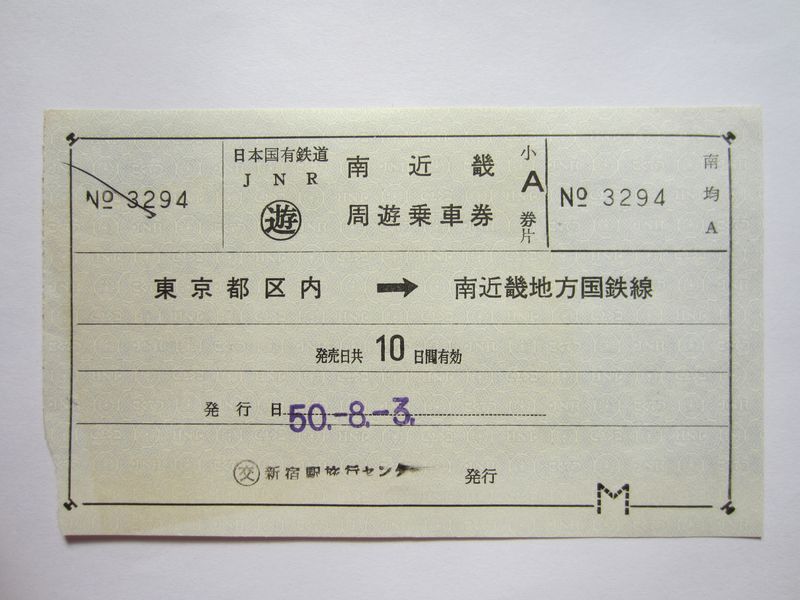 № 3294
日本国有鉄道
JNR
遊
南近畿
周遊乗車券
小
A
券片
№ 3294
南均A
東京都区内 → 南近畿地方国鉄線
発売日共 10 日間有効
発行日 50.-8.-3.
交 新宿駅旅行センター 発行
M